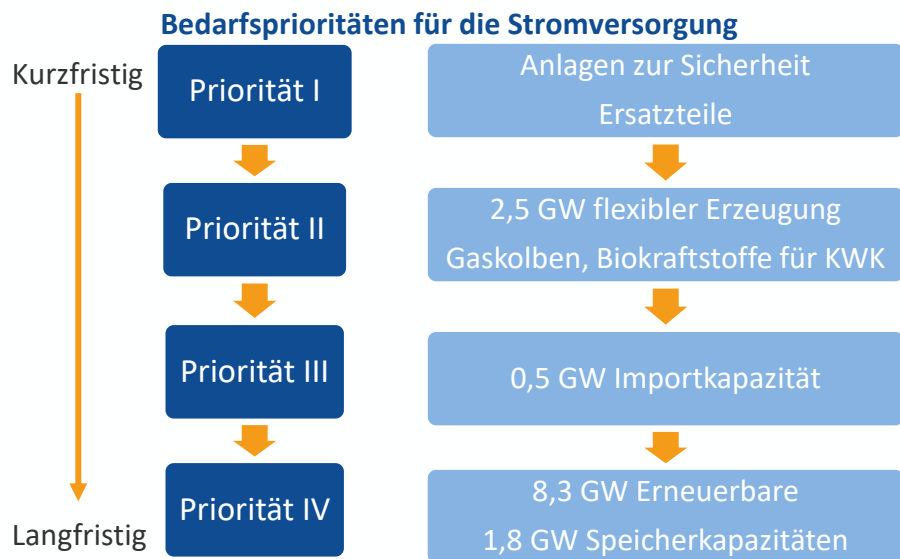 Bedarfsprioritäten für die Stromversorgung
Kurzfristig
Priorität I
Anlagen zur Sicherheit
Ersatzteile
Priorität II
2,5 GW flexibler Erzeugung
Gaskolben, Biokraftstoffe für KWK
Priorität III
0,5 GW Importkapazität
Priorität IV
8,3 GW Erneuerbare
1,8 GW Speicherkapazitäten
Langfristig